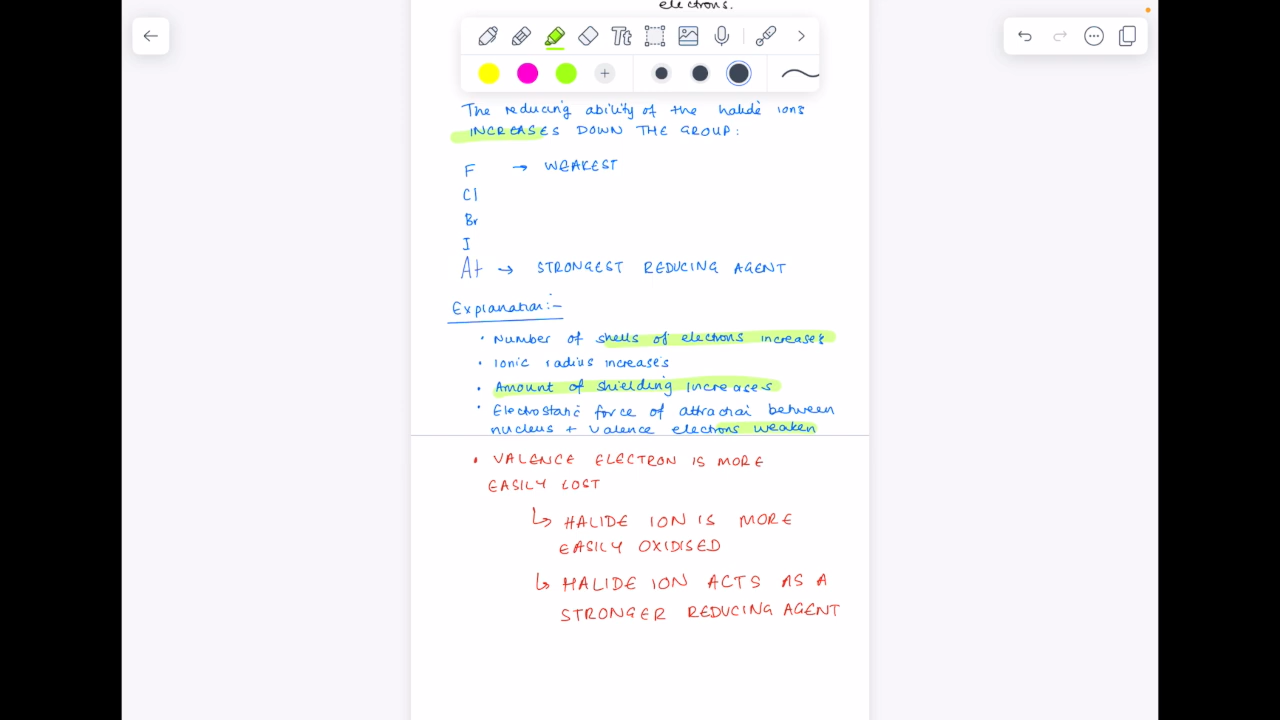 electrons.
Tt
The reducing ability of the halide ions
INCREASES DOWN THE GROUP:
F → WEAKEST
Cl
Br
I
At → STRONGEST REDUCING AGENT
Explanation:-
• Number of shells of electrons increases
• Ionic radius increases
• Amount of shielding increases
• Electrostatic force of attraction between
nucleus + valence electrons weaken
• VALENCE ELECTRON IS MORE
EASILY LOST
↳ HALIDE ION IS MORE
EASILY OXIDISED
↳ HALIDE ION ACTS AS A
STRONGER REDUCING AGENT